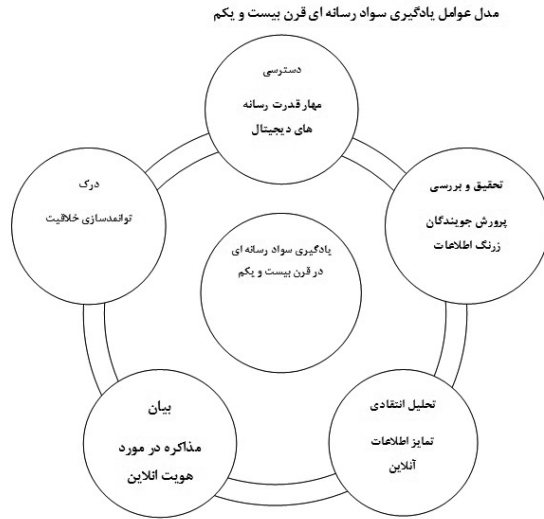 مدل عوامل یادگیری سواد رسانه ای قرن بیست و یکم
دسترسی
مهار قدرت رسانه
های دیجیتال
تحقیق و بررسی
پرورش جویندگان
زرنگ اطلاعات
تحلیل انتقادی
تمایز اطلاعات
آنلاین
بیان
مذاکره در مورد
هویت انلاین
درک
توانمدسازی خلاقیت
یادگیری سواد رسانه ای
در قرن بیست و یکم